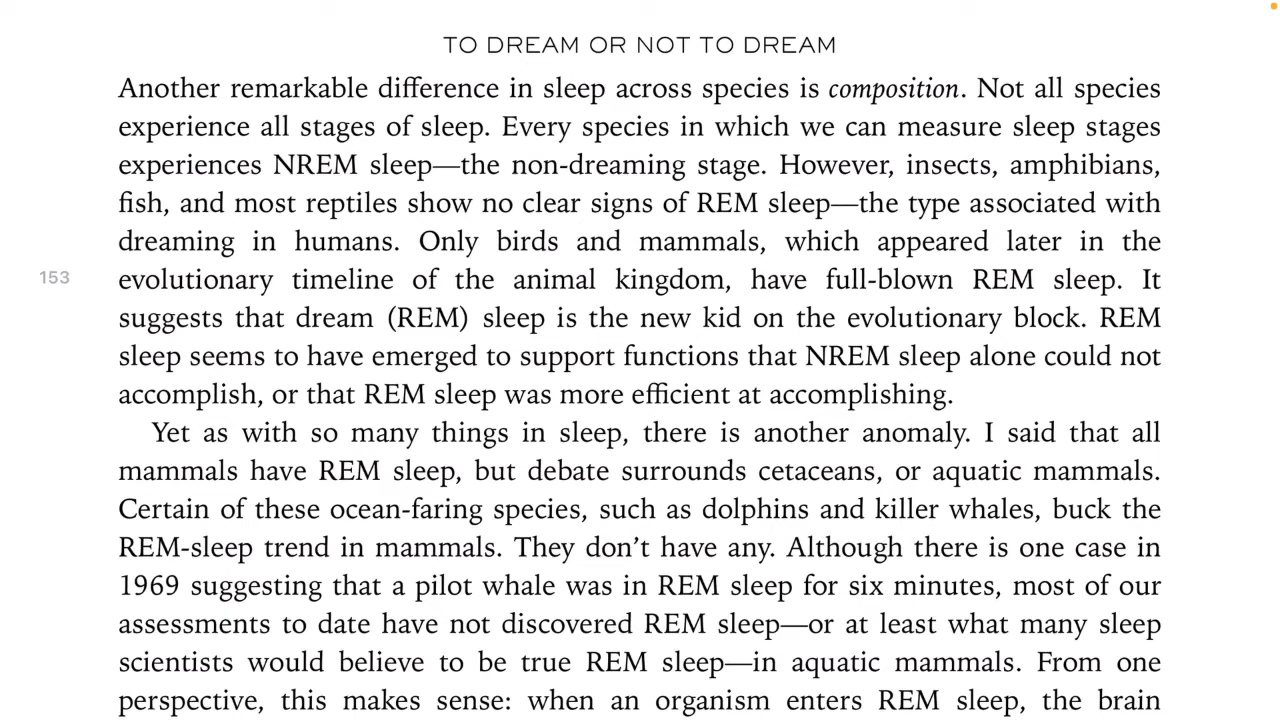 TO DREAM OR NOT TO DREAM
Another remarkable difference in sleep across species is composition. Not all species
experience all stages of sleep. Every species in which we can measure sleep stages
experiences NREM sleep—the non-dreaming stage. However, insects, amphibians,
fish, and most reptiles show no clear signs of REM sleep—the type associated with
dreaming in humans. Only birds and mammals, which appeared later in the
153
evolutionary timeline of the animal kingdom, have full-blown REM sleep. It
suggests that dream (REM) sleep is the new kid on the evolutionary block. REM
sleep seems to have emerged to support functions that NREM sleep alone could not
accomplish, or that REM sleep was more efficient at accomplishing.
Yet as with so many things in sleep, there is another anomaly. I said that all
mammals have REM sleep, but debate surrounds cetaceans, or aquatic mammals.
Certain of these ocean-faring species, such as dolphins and killer whales, buck the
REM-sleep trend in mammals. They don’t have any. Although there is one case in
1969 suggesting that a pilot whale was in REM sleep for six minutes, most of our
assessments to date have not discovered REM sleep—or at least what many sleep
scientists would believe to be true REM sleep—in aquatic mammals. From one
perspective, this makes sense: when an organism enters REM sleep, the brain